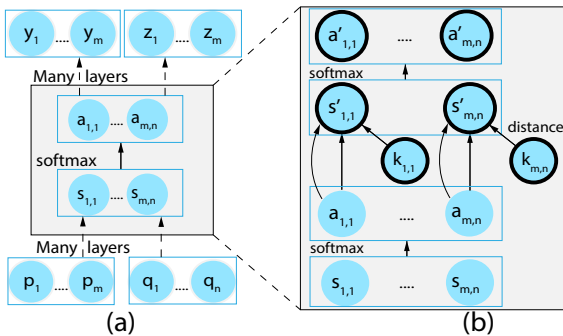 y1 .... ym z1 .... zm
Many layers
a1,1 .... am,n
softmax
s1,1 .... sm,n
Many layers
p1 .... pm q1 .... qn
(a)
a′1,1 .... a′m,n
softmax
s′1,1 s′m,n
distance
k1,1 km,n
a1,1 .... am,n
softmax
s1,1 .... sm,n
(b)